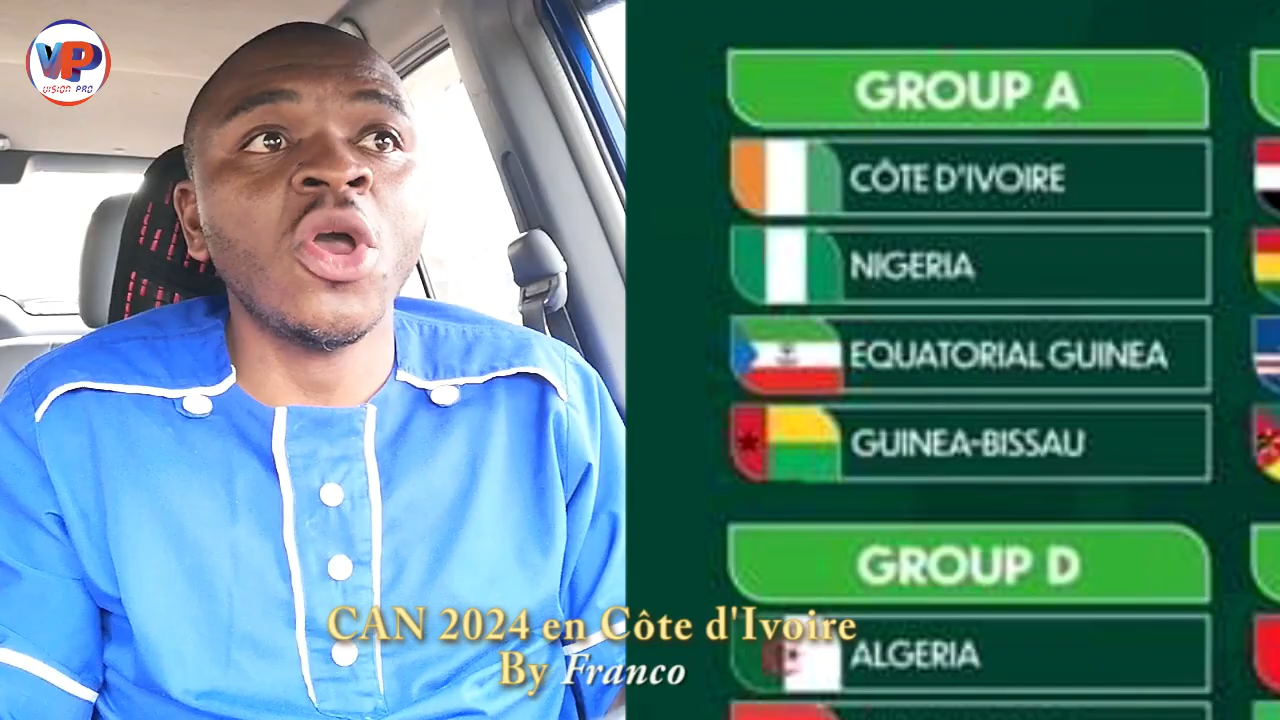 VP
VISION PRO
GROUP A
CÔTE D'IVOIRE
NIGERIA
EQUATORIAL GUINEA
GUINEA-BISSAU
GROUP D
ALGERIA
CAN 2024 en Côte d'Ivoire
By Franco